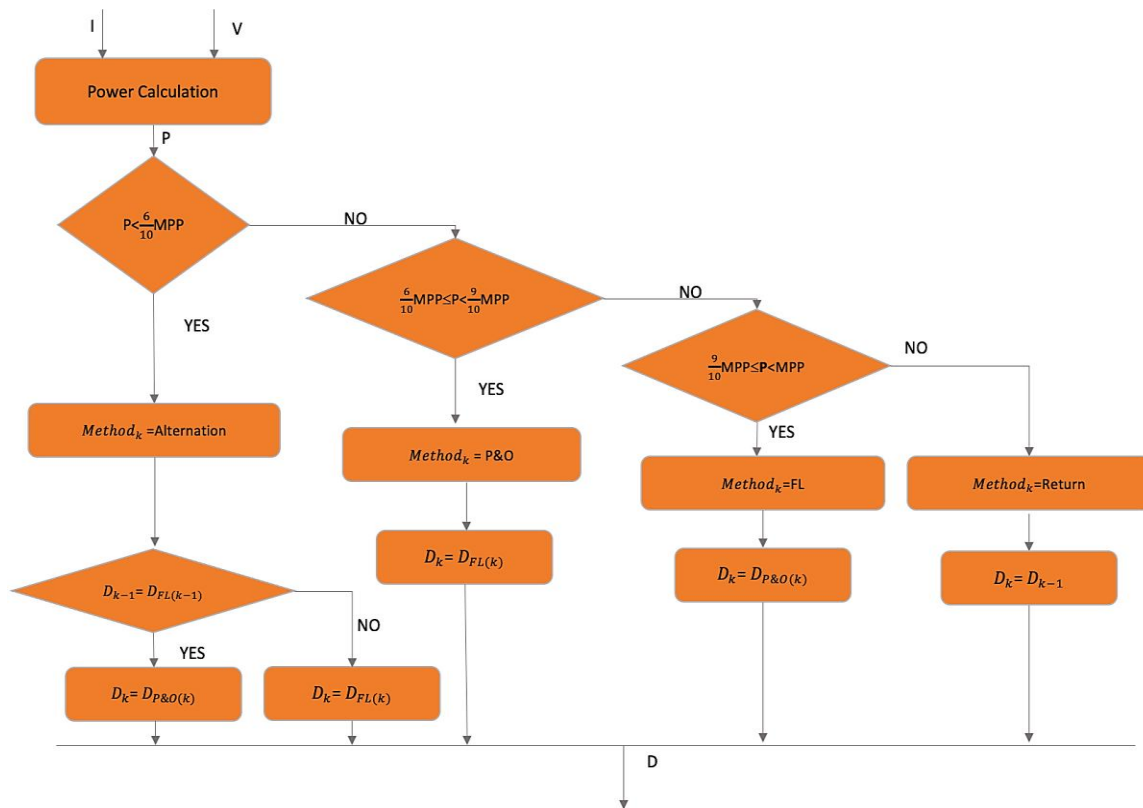 I
V
Power Calculation
P
P<6/10MPP
NO
6/10MPP≤P<9/10MPP
NO
YES
9/10MPP≤P<MPP
NO
YES
Method_k =Alternation
YES
Method_k = P&O
Method_k=FL
Method_k=Return
D_k= D_FL(k)
D_k= D_P&O(k)
D_k= D_k−1
D_k−1= D_FL(k−1)
NO
YES
D_k= D_P&O(k)
D_k= D_FL(k)
D